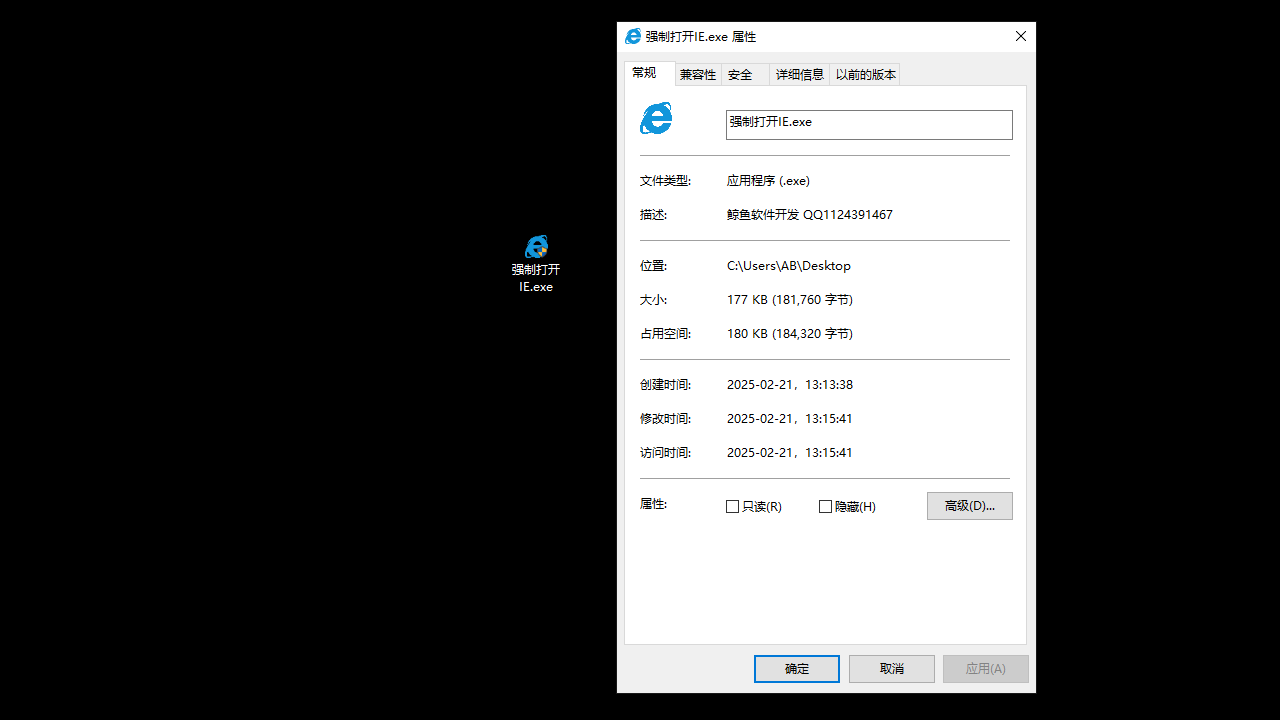 强制打开
IE.exe
强制打开IE.exe 属性
常规 兼容性 安全 详细信息 以前的版本
强制打开IE.exe
文件类型: 应用程序 (.exe)
描述: 鲸鱼软件开发 QQ1124391467
位置: C:\Users\AB\Desktop
大小: 177 KB (181,760 字节)
占用空间: 180 KB (184,320 字节)
创建时间: 2025-02-21，13:13:38
修改时间: 2025-02-21，13:15:41
访问时间: 2025-02-21，13:15:41
属性: 只读(R) 隐藏(H) 高级(D)...
确定 取消 应用(A)